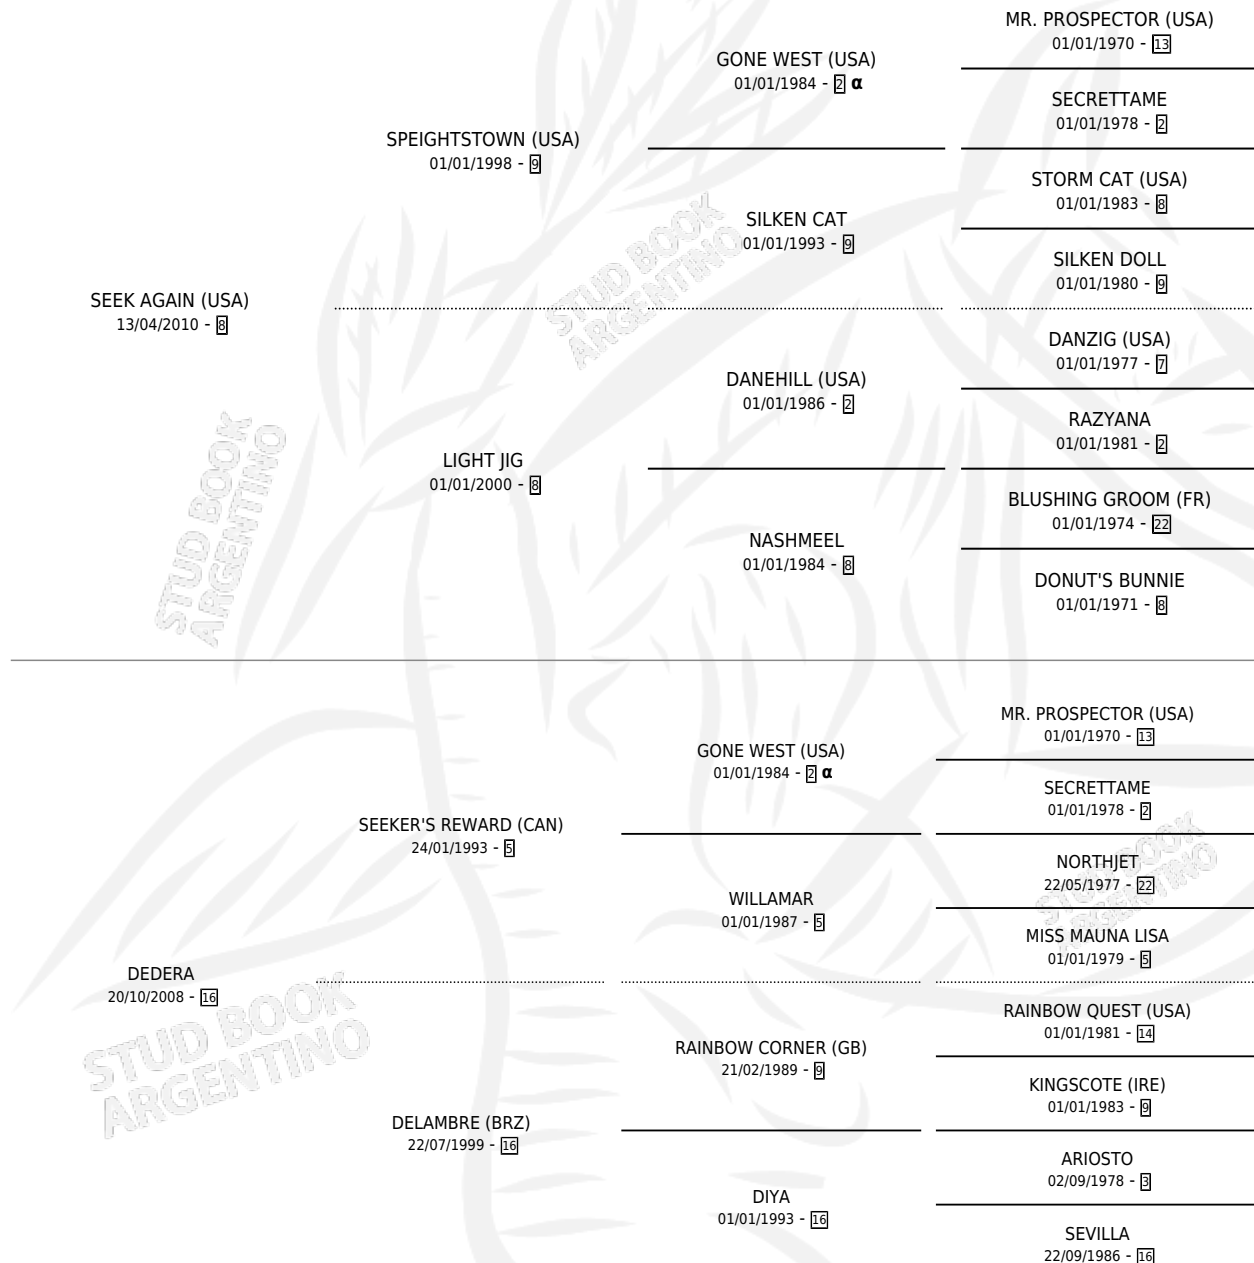 MR. PROSPECTOR (USA)
01/01/1970 - 13
GONE WEST (USA)
01/01/1984 - 2 α
SECRETTAME
01/01/1978 - 2
SPEIGHTSTOWN (USA)
01/01/1998 - 9
STORM CAT (USA)
01/01/1983 - 8
SILKEN CAT
01/01/1993 - 9
SILKEN DOLL
01/01/1980 - 9
SEEK AGAIN (USA)
13/04/2010 - 8
DANZIG (USA)
01/01/1977 - 7
DANEHILL (USA)
01/01/1986 - 2
RAZYANA
01/01/1981 - 2
LIGHT JIG
01/01/2000 - 8
BLUSHING GROOM (FR)
01/01/1974 - 22
NASHMEEL
01/01/1984 - 8
DONUT'S BUNNIE
01/01/1971 - 8
MR. PROSPECTOR (USA)
01/01/1970 - 13
GONE WEST (USA)
01/01/1984 - 2 α
SECRETTAME
01/01/1978 - 2
SEEKER'S REWARD (CAN)
24/01/1993 - 5
NORTHJET
22/05/1977 - 22
WILLAMAR
01/01/1987 - 5
MISS MAUNA LISA
01/01/1979 - 5
DEDERA
20/10/2008 - 16
RAINBOW QUEST (USA)
01/01/1981 - 14
RAINBOW CORNER (GB)
21/02/1989 - 9
KINGSCOTE (IRE)
01/01/1983 - 9
DELAMBRE (BRZ)
22/07/1999 - 16
ARIOSTO
02/09/1978 - 3
DIYA
01/01/1993 - 16
SEVILLA
22/09/1986 - 16
STUD BOOK
ARGENTINO
STUD BOOK
ARGENTINO
STUD BOOK
ARGENTINO
STUD BOOK
ARGENTINO